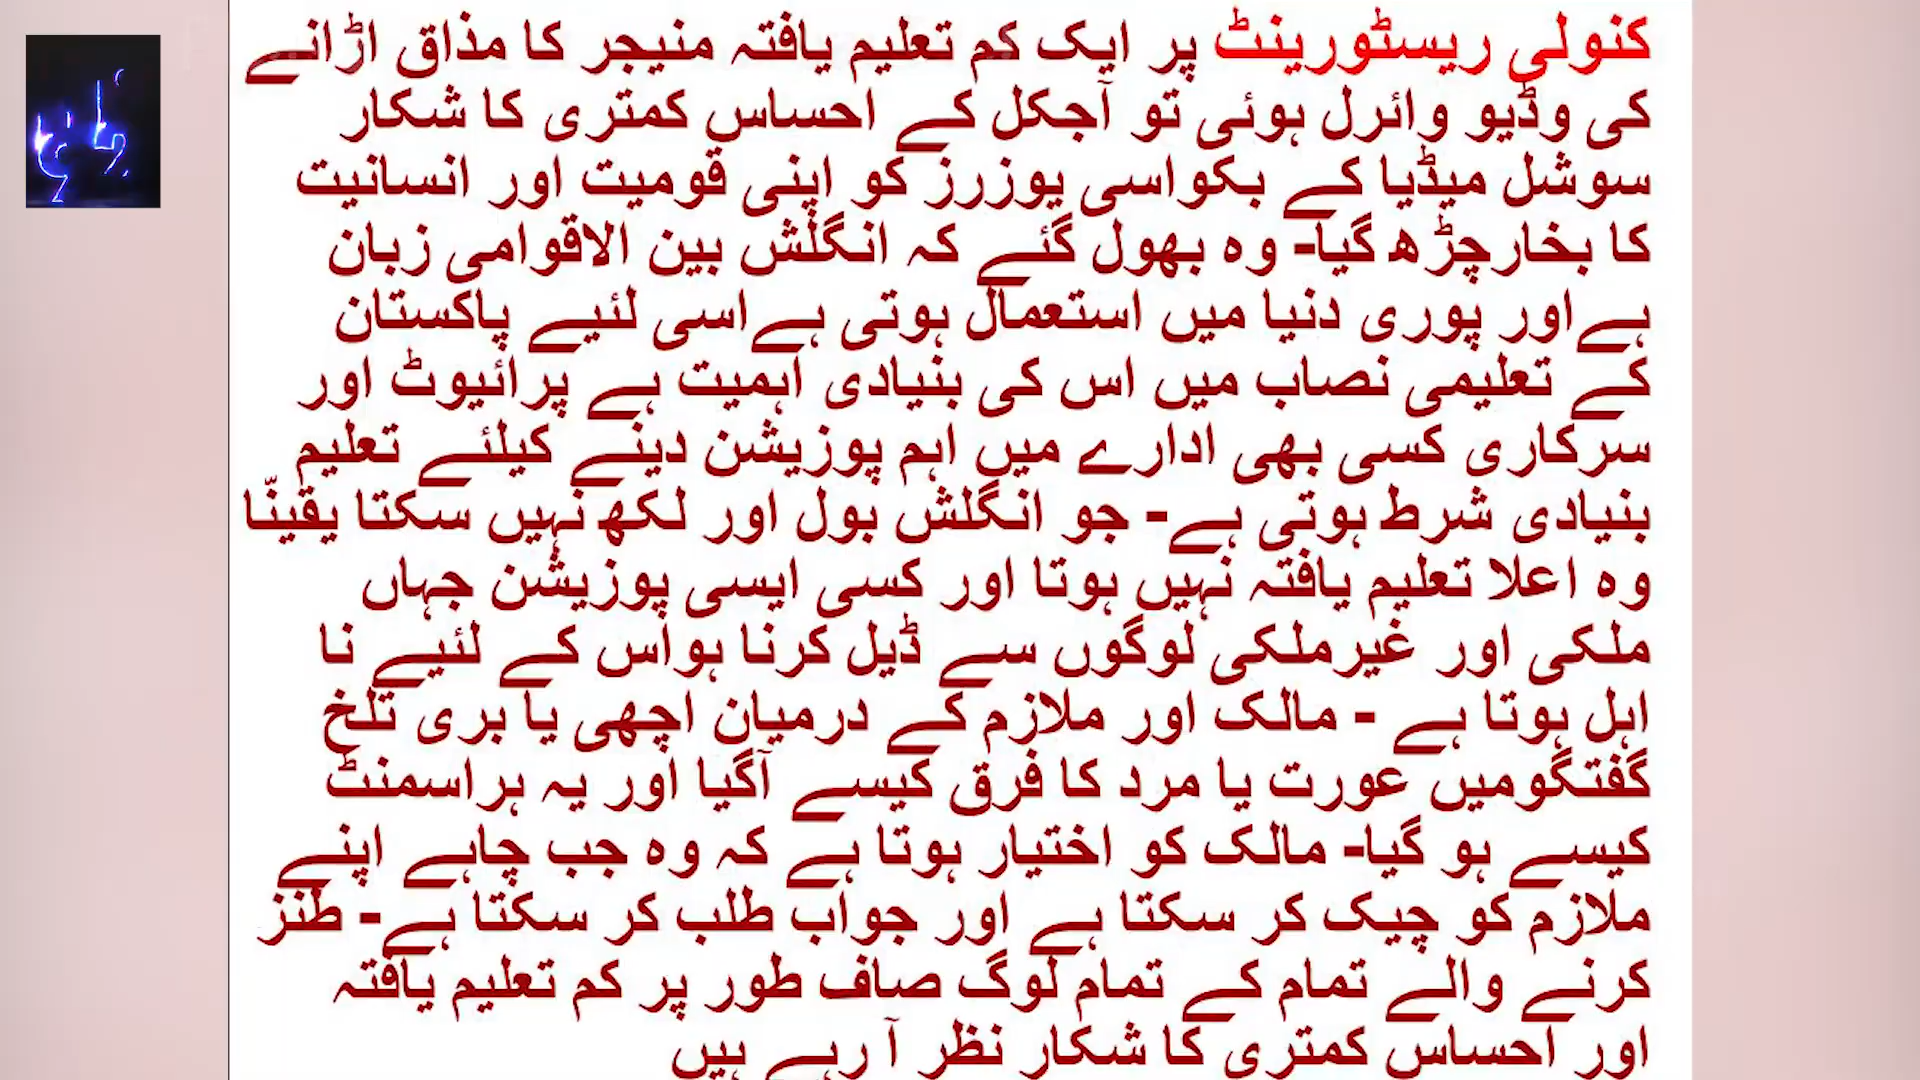 کنولی ریسٹورینٹ پر ایک کم تعلیم یافتہ منیجر کا مذاق اڑانے
کی وڈیو وائرل ہوئی تو آجکل کے احساس کمتری کا شکار
سوشل میڈیا کے بکواسی یوزرز کو اپنی قومیت اور انسانیت
کا بخارچڑھ گیا- وہ بھول گئے کہ انگلش بین الاقوامی زبان
ہےاور پوری دنیا میں استعمال ہوتی ہےاسی لئیے پاکستان
کے تعلیمی نصاب میں اس کی بنیادی اہمیت ہے پرائیوٹ اور
سرکاری کسی بھی ادارے میں اہم پوزیشن دینے کیلئے تعلیم
بنیادی شرط ہوتی ہے- جو انگلش بول اور لکھ نہیں سکتا یقینّا
وہ اعلا تعلیم یافتہ نہیں ہوتا اور کسی ایسی پوزیشن جہاں
ملکی اور غیرملکی لوگوں سے ڈیل کرنا ہواس کے لئیے نا
اہل ہوتا ہے - مالک اور ملازم کے درمیان اچھی یا بری تلخ
گفتگومیں عورت یا مرد کا فرق کیسے آگیا اور یہ ہراسمنٹ
کیسے ہو گیا- مالک کو اختیار ہوتا ہے کہ وہ جب چاہے اپنے
ملازم کو چیک کر سکتا ہے اور جواب طلب کر سکتا ہے- طنز
کرنے والے تمام کے تمام لوگ صاف طور پر کم تعلیم یافتہ
اور احساس کمتری کا شکار نظر آ رہے ہیں